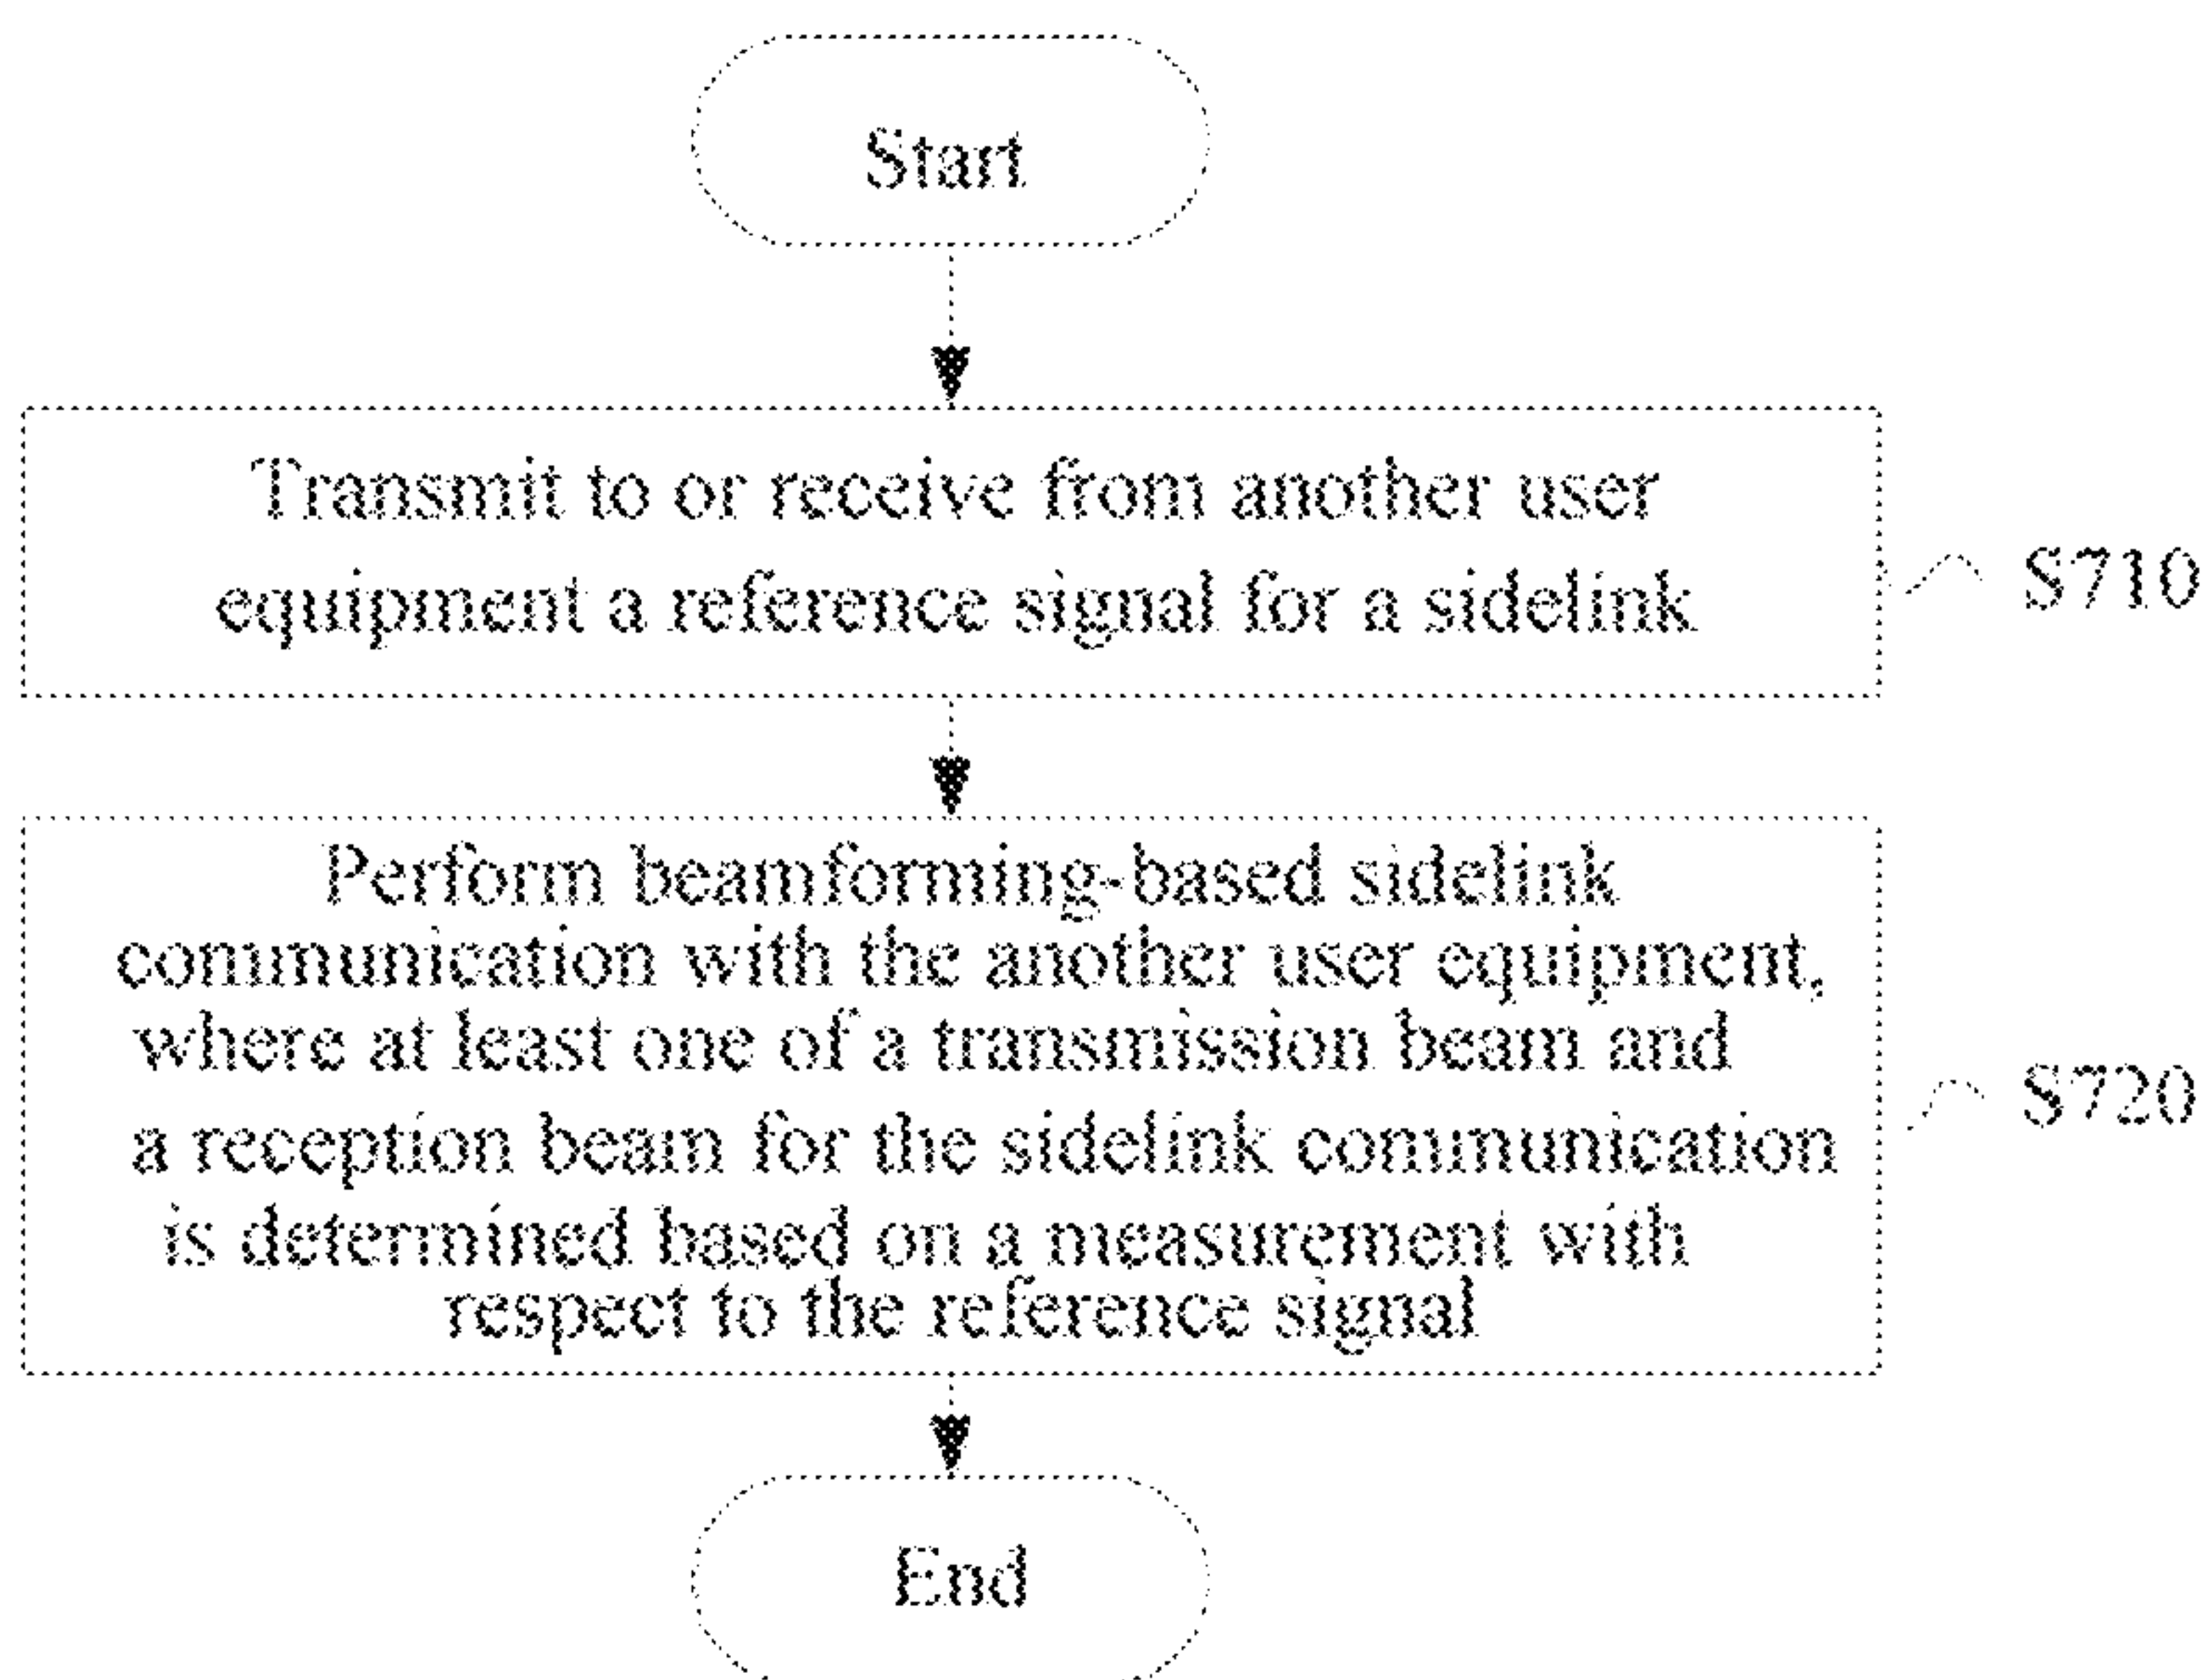 Start
Transmit to or receive from another user
equipment a reference signal for a sidelink
S710
Perform beamforming-based sidelink
communication with the another user equipment,
where at least one of a transmission beam and
a reception beam for the sidelink communication
is determined based on a measurement with
respect to the reference signal
S720
End